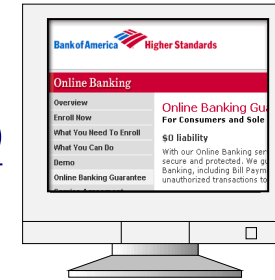 Bank of America Higher Standards
Online Banking
Overview
Enroll Now
What You Need To Enroll
What You Can Do
Demo
Online Banking Guarantee
Online Banking Gua
For Consumers and Sole
$0 liability
With our Online Banking ser
secure and protected. We gu
Banking, including Bill Paym
unauthorized transactions to